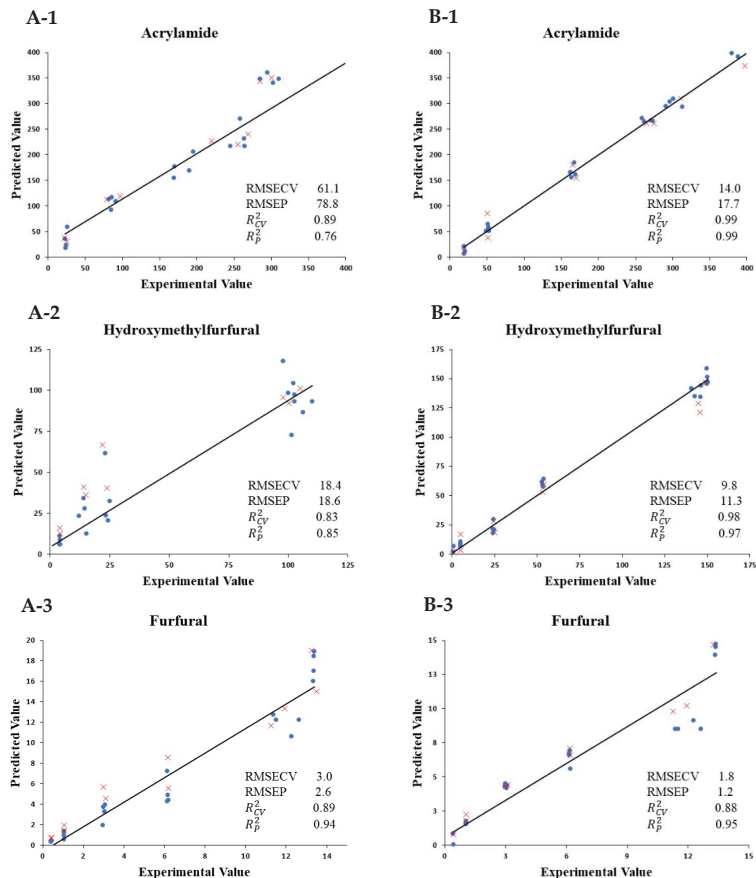 A-1
Acrylamide
400
350
300
250
200
150
100
50
0
Predicted Value
0 50 100 150 200 250 300 350 400
Experimental Value
RMSECV 61.1
RMSEP 78.8
R²CV 0.89
R²P 0.76
B-1
Acrylamide
400
350
300
250
200
150
100
50
0
Predicted Value
0 100 200 300 400
Experimental Value
RMSECV 14.0
RMSEP 17.7
R²CV 0.99
R²P 0.99
A-2
Hydroxymethylfurfural
125
100
75
50
25
0
Predicted Value
0 25 50 75 100 125
Experimental Value
RMSECV 18.4
RMSEP 18.6
R²CV 0.83
R²P 0.85
B-2
Hydroxymethylfurfural
175
150
125
100
75
50
25
0
Predicted Value
0 25 50 75 100 125 150 175
Experimental Value
RMSECV 9.8
RMSEP 11.3
R²CV 0.98
R²P 0.97
A-3
Furfural
20
18
16
14
12
10
8
6
4
2
0
Predicted Value
0 2 4 6 8 10 12 14
Experimental Value
RMSECV 3.0
RMSEP 2.6
R²CV 0.89
R²P 0.94
B-3
Furfural
15
13
10
8
5
3
0
Predicted Value
0 3 6 9 12 15
Experimental Value
RMSECV 1.8
RMSEP 1.2
R²CV 0.88
R²P 0.95